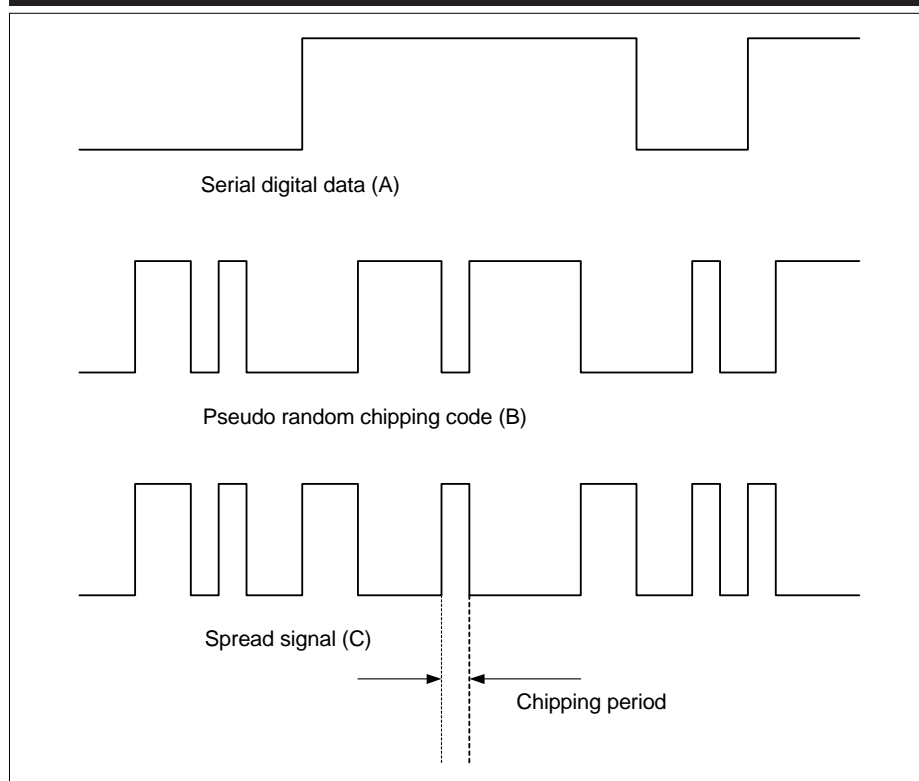 Serial digital data (A)
Pseudo random chipping code (B)
Spread signal (C)
Chipping period